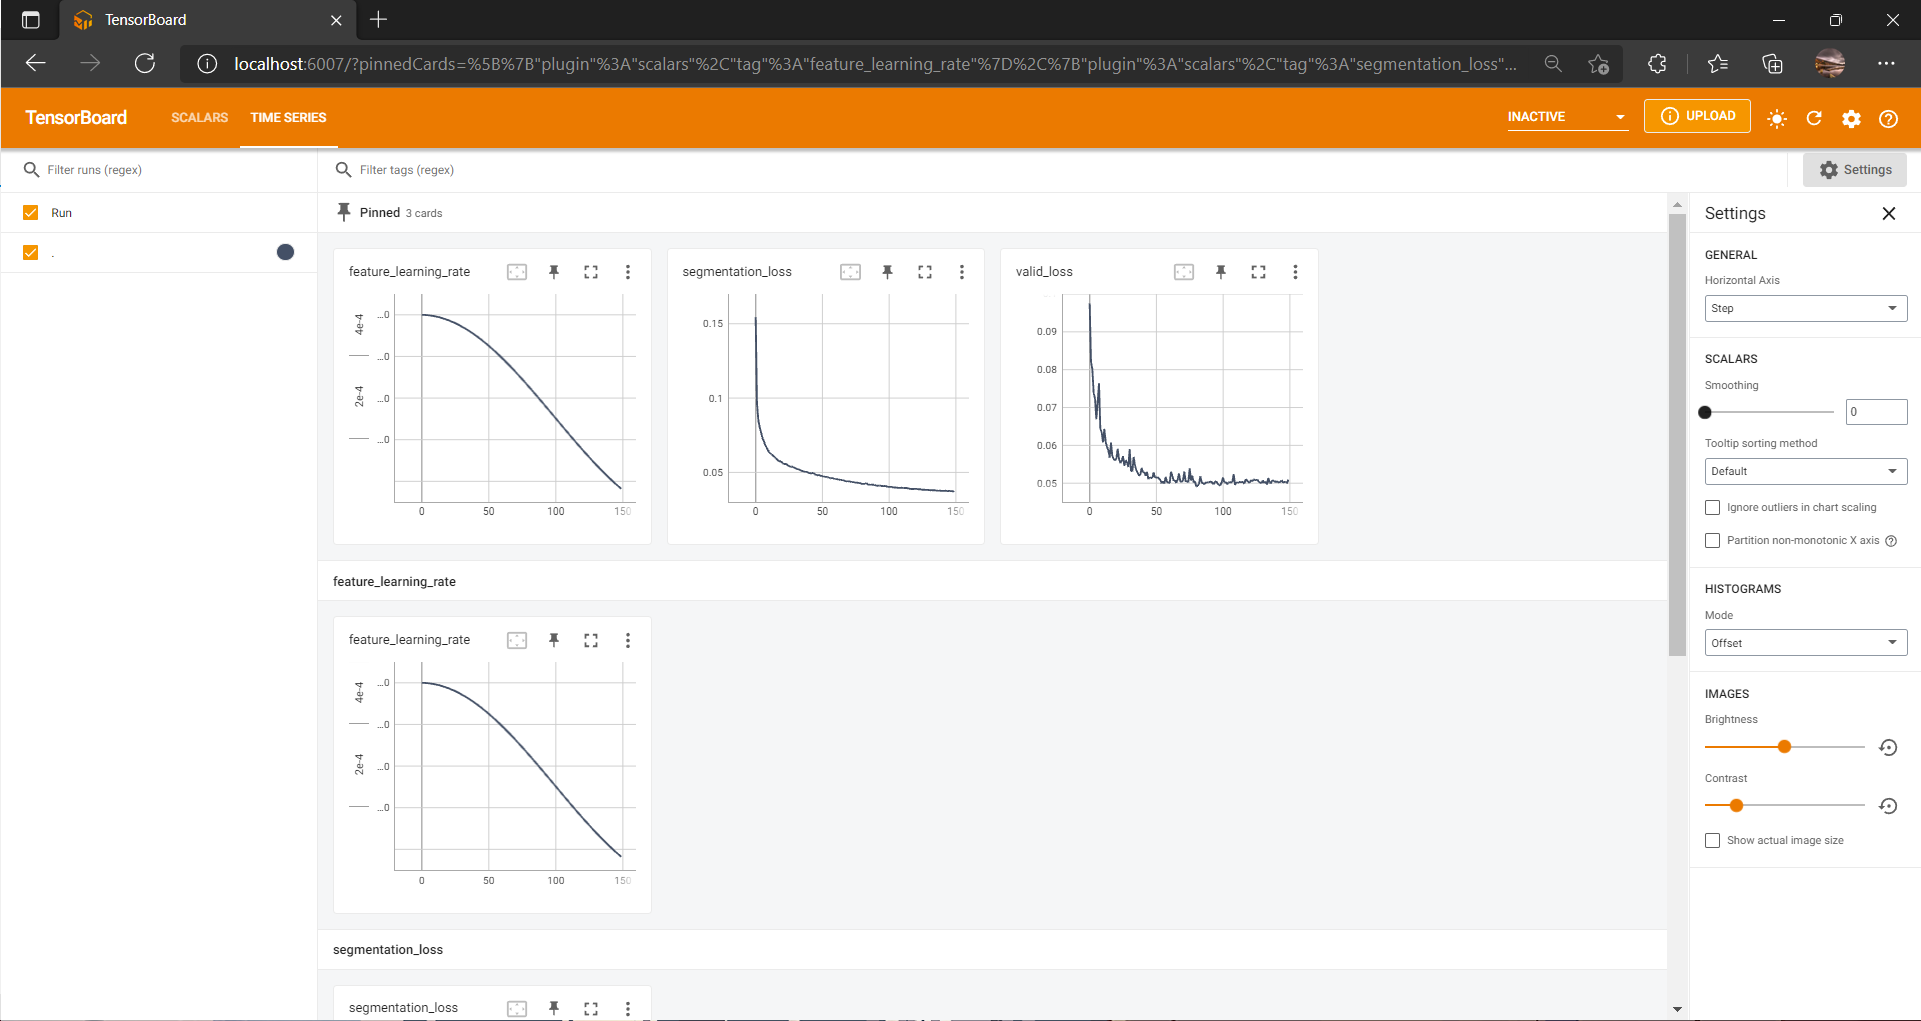 TensorBoard
localhost:6007/?pinnedCards=%5B%7B"plugin"%3A"scalars"%2C"tag"%3A"feature_learning_rate"%7D%2C%7B"plugin"%3A"scalars"%2C"tag"%3A"segmentation_loss"...
TensorBoard SCALARS TIME SERIES INACTIVE UPLOAD
Filter runs (regex)
Filter tags (regex)
Settings
Run
.
Pinned 3 cards
feature_learning_rate
4e-4
2e-4
...0
...0
...0
...0
0 50 100 150
segmentation_loss
0.15
0.1
0.05
0 50 100 150
valid_loss
0.09
0.08
0.07
0.06
0.05
0 50 100 150
feature_learning_rate
feature_learning_rate
4e-4
2e-4
...0
...0
...0
...0
0 50 100 150
segmentation_loss
segmentation_loss
Settings
GENERAL
Horizontal Axis
Step
SCALARS
Smoothing
0
Tooltip sorting method
Default
Ignore outliers in chart scaling
Partition non-monotonic X axis
HISTOGRAMS
Mode
Offset
IMAGES
Brightness
Contrast
Show actual image size